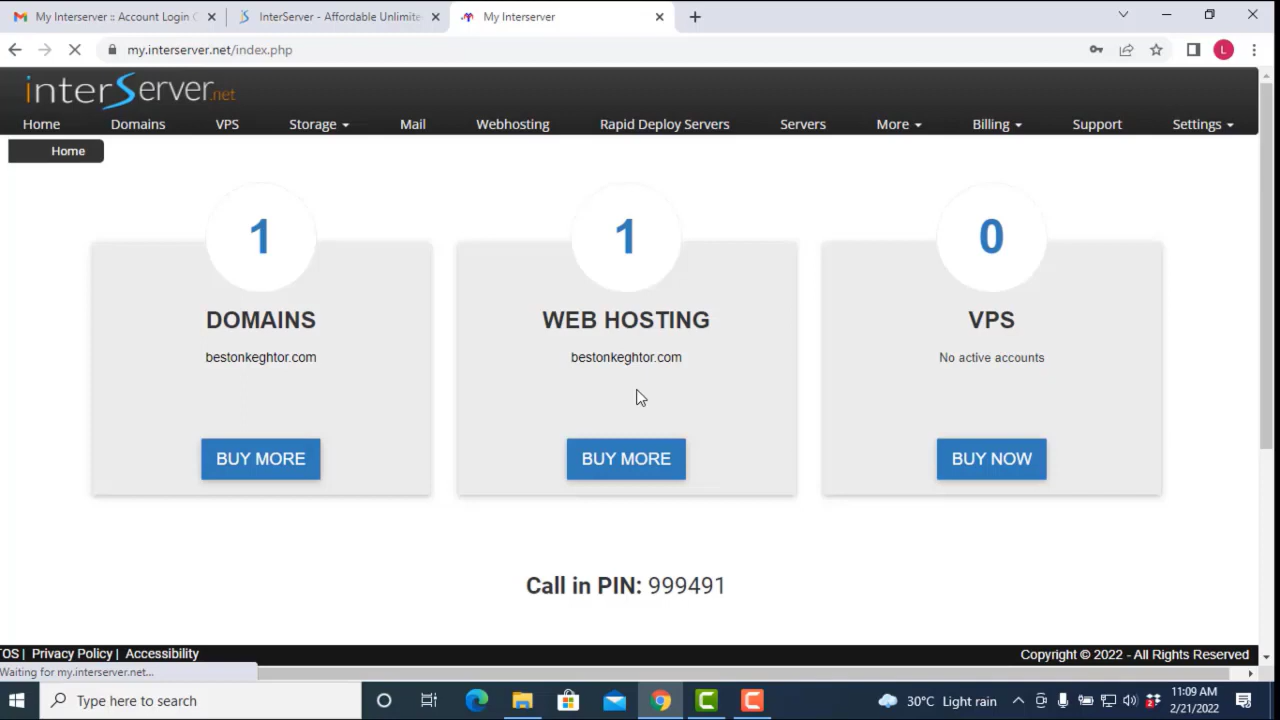 My Interserver :: Account Login C
InterServer - Affordable Unlimite
My Interserver
my.interserver.net/index.php
L
interServer.net
Home Domains VPS Storage Mail Webhosting Rapid Deploy Servers Servers More Billing Support Settings
Home
1
DOMAINS
bestonkeghtor.com
BUY MORE
1
WEB HOSTING
bestonkeghtor.com
BUY MORE
0
VPS
No active accounts
BUY NOW
Call in PIN: 999491
TOS | Privacy Policy | Accessibility
Copyright © 2022 - All Rights Reserved
Waiting for my.interserver.net...
Type here to search
30°C Light rain
2
11:09 AM
2/21/2022